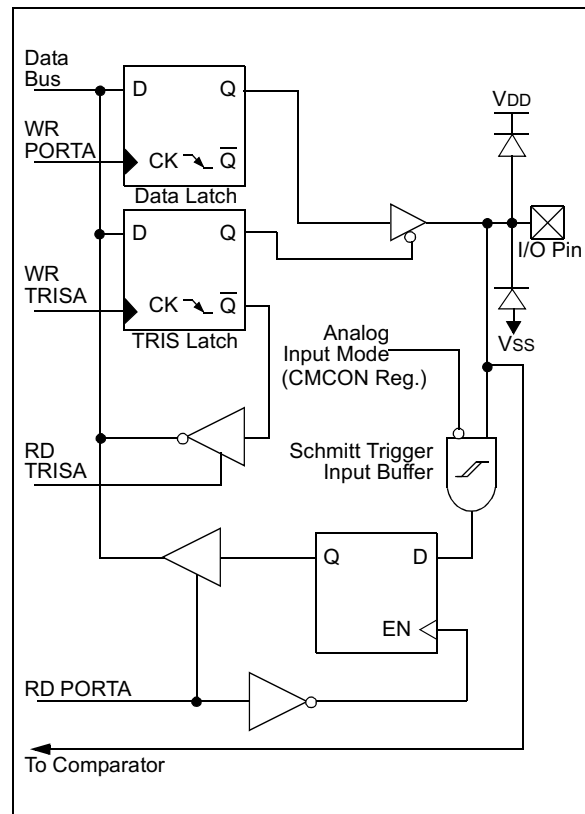 Data
Bus
D
Q
VDD
WR
PORTA
CK
Q
Data Latch
I/O Pin
D
Q
WR
TRISA
CK
Q
TRIS Latch
VSS
Analog
Input Mode
(CMCON Reg.)
RD
TRISA
Schmitt Trigger
Input Buffer
Q
D
EN
RD PORTA
To Comparator